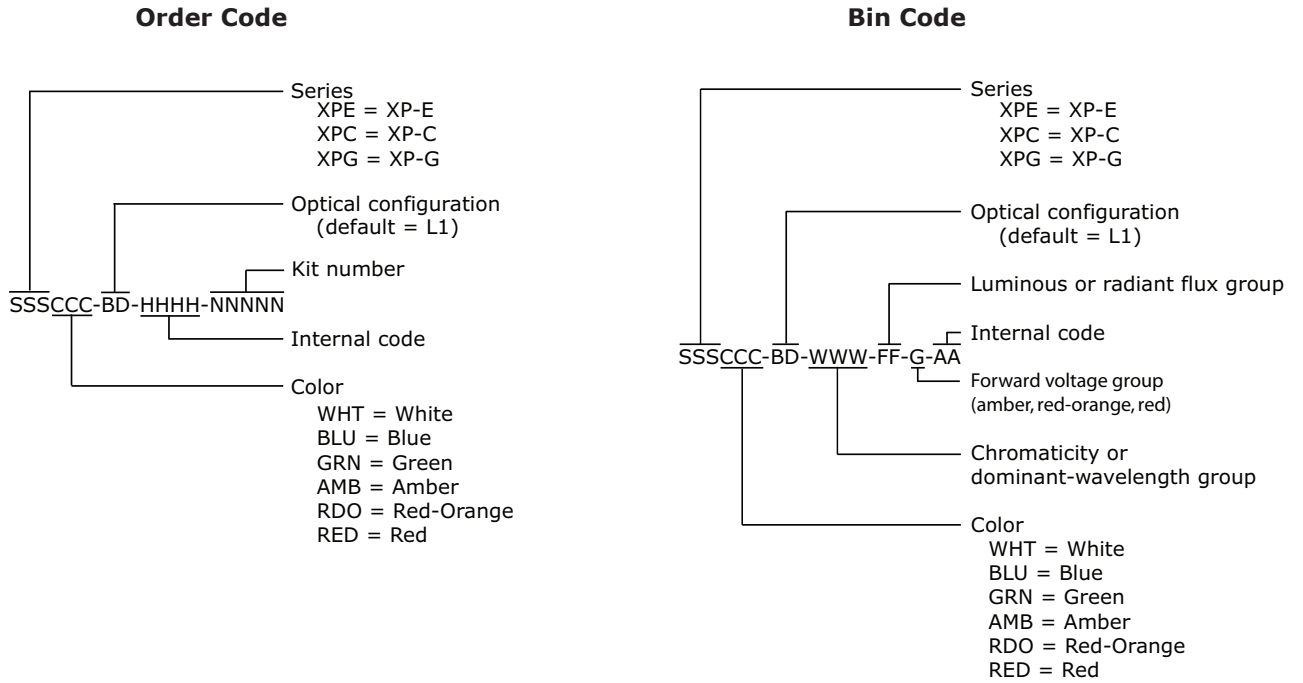 Order Code
Series
XPE = XP-E
XPC = XP-C
XPG = XP-G
Optical configuration
(default = L1)
Kit number
SSSCCC-BD-HHHH-NNNNN
Internal code
Color
WHT = White
BLU = Blue
GRN = Green
AMB = Amber
RDO = Red-Orange
RED = Red
Bin Code
Series
XPE = XP-E
XPC = XP-C
XPG = XP-G
Optical configuration
(default = L1)
Luminous or radiant flux group
Internal code
SSSCCC-BD-WWW-FF-G-AA
Forward voltage group
(amber, red-orange, red)
Chromaticity or
dominant-wavelength group
Color
WHT = White
BLU = Blue
GRN = Green
AMB = Amber
RDO = Red-Orange
RED = Red